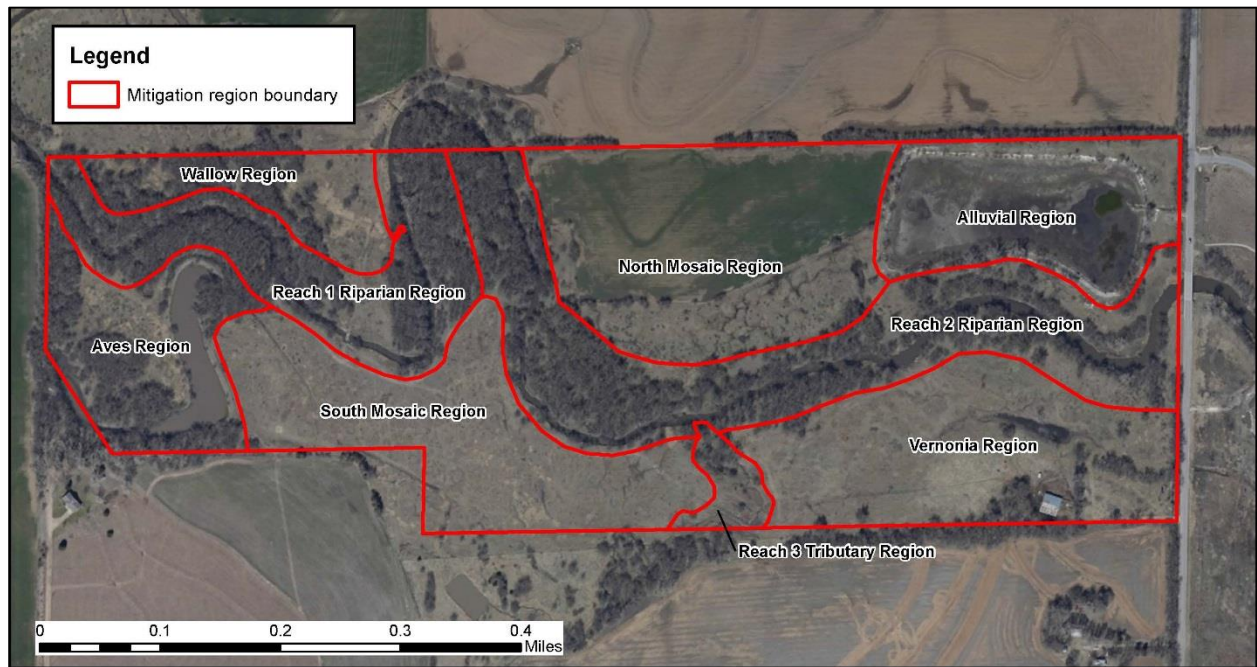 Legend
Mitigation region boundary
Wallow Region
Alluvial Region
North Mosaic Region
Reach 1 Riparian Region
Reach 2 Riparian Region
Aves Region
South Mosaic Region
Vernonia Region
Reach 3 Tributary Region
0 0.1 0.2 0.3 0.4
Miles